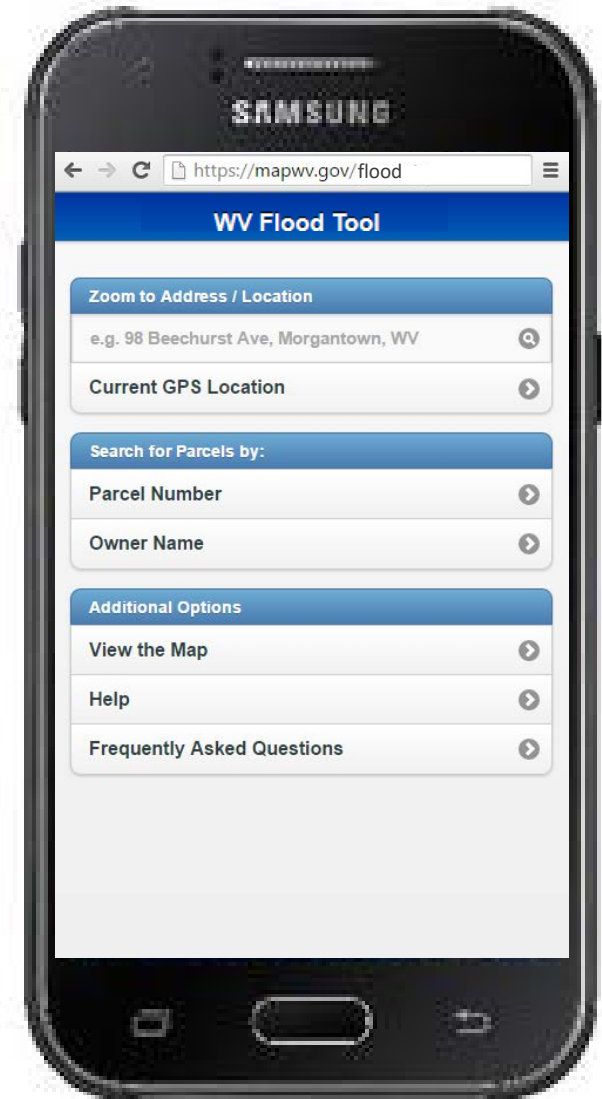 SAMSUNG
https://mapwv.gov/flood
WV Flood Tool
Zoom to Address / Location
e.g. 98 Beechurst Ave, Morgantown, WV
Current GPS Location
Search for Parcels by:
Parcel Number
Owner Name
Additional Options
View the Map
Help
Frequently Asked Questions